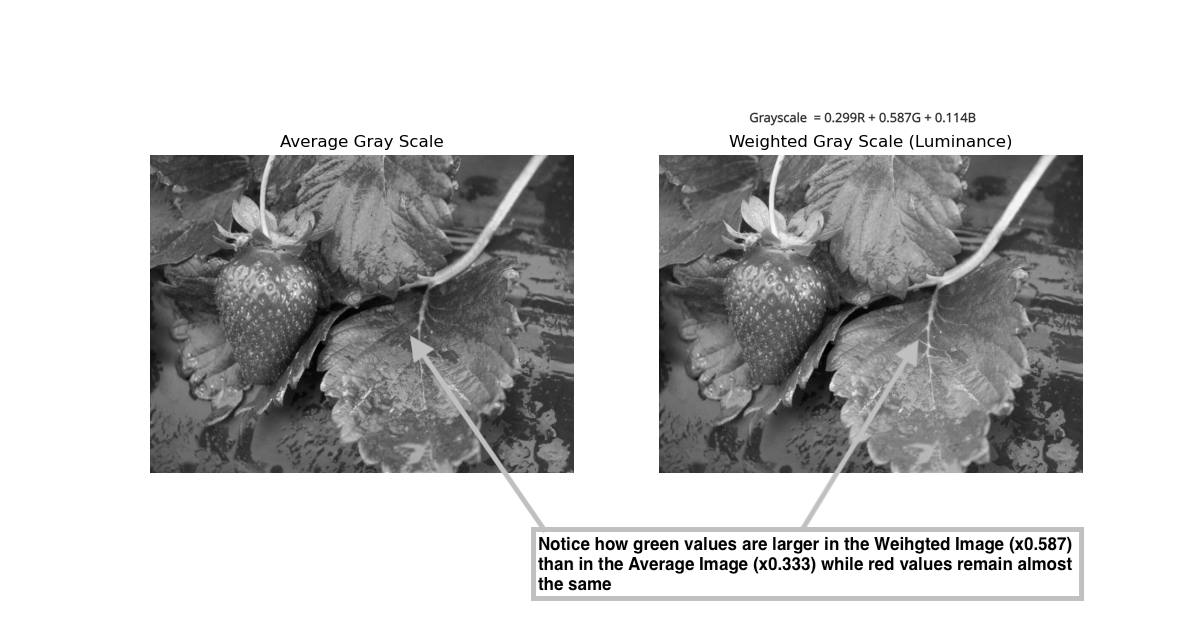 Grayscale = 0.299R + 0.587G + 0.114B
Average Gray Scale
Weighted Gray Scale (Luminance)
Notice how green values are larger in the Weihgted Image (x0.587)
than in the Average Image (x0.333) while red values remain almost
the same